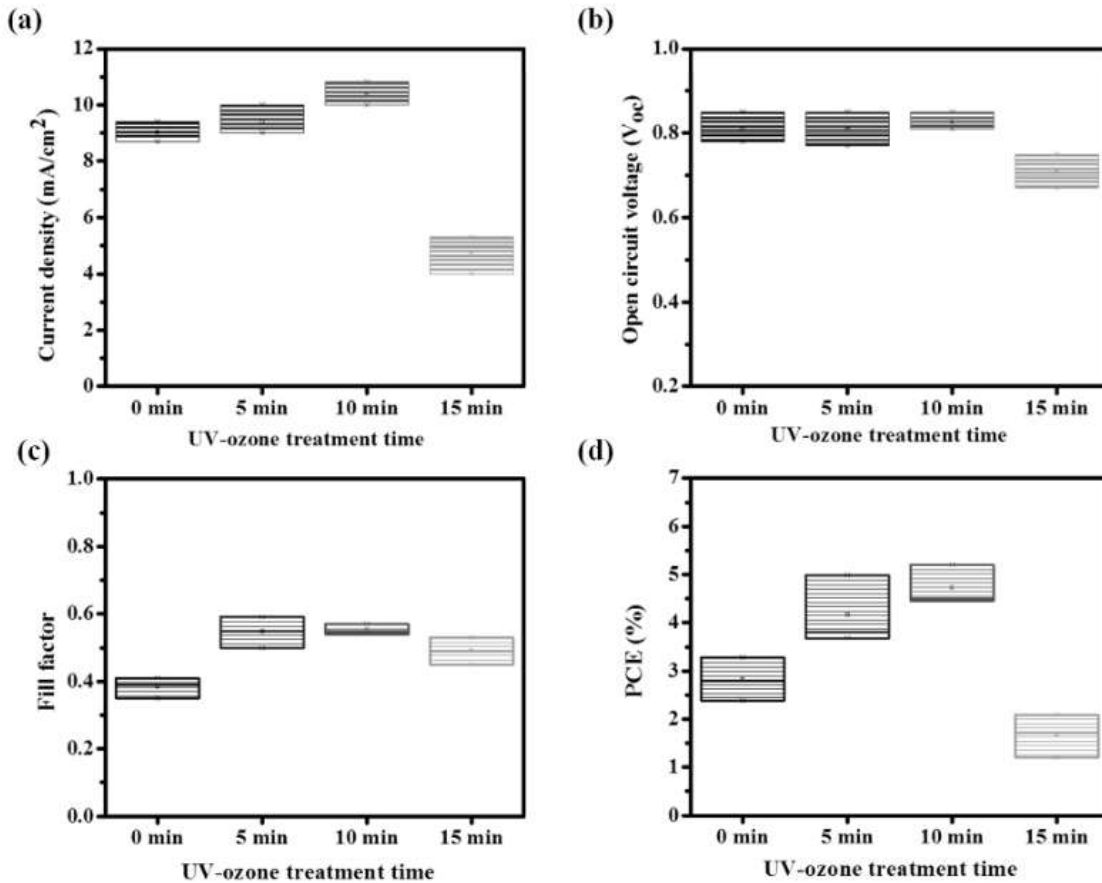 (a)
12
10
8
6
4
2
0
Current density (mA/cm²)
0 min 5 min 10 min 15 min
UV-ozone treatment time
(b)
1.0
0.8
0.6
0.4
0.2
Open circuit voltage (Voc)
0 min 5 min 10 min 15 min
UV-ozone treatment time
(c)
1.0
0.8
0.6
0.4
0.2
0.0
Fill factor
0 min 5 min 10 min 15 min
UV-ozone treatment time
(d)
7
6
5
4
3
2
1
0
PCE (%)
0 min 5 min 10 min 15 min
UV-ozone treatment time